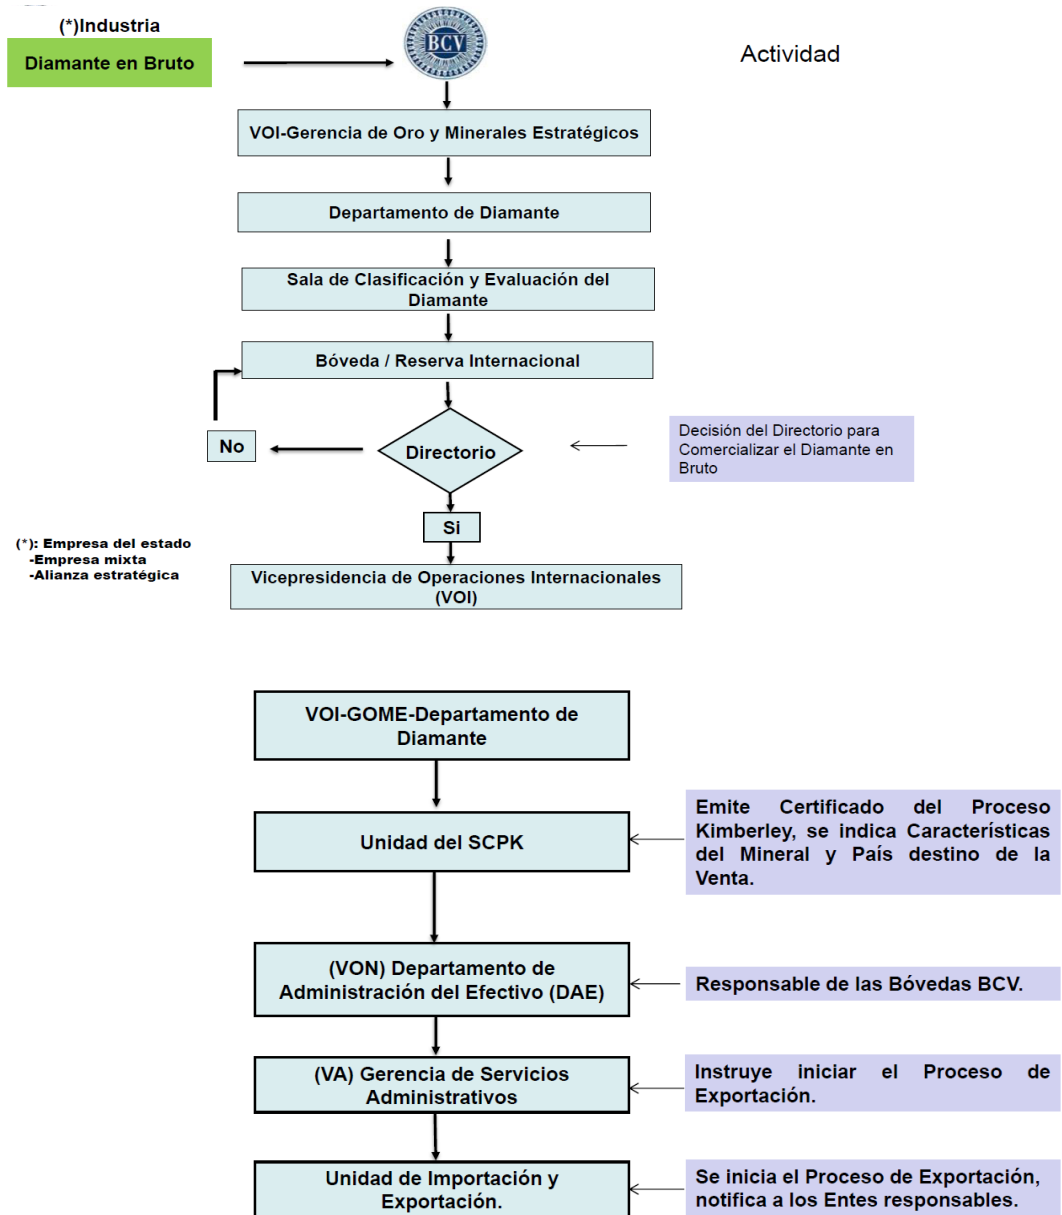 (*)Industria
Diamante en Bruto
BCV
Actividad
VOI-Gerencia de Oro y Minerales Estratégicos
Departamento de Diamante
Sala de Clasificación y Evaluación del
Diamante
Bóveda / Reserva Internacional
No
Directorio
Decisión del Directorio para
Comercializar el Diamante en
Bruto
Si
(*): Empresa del estado
-Empresa mixta
-Alianza estratégica
Vicepresidencia de Operaciones Internacionales
(VOI)
VOI-GOME-Departamento de
Diamante
Unidad del SCPK
Emite Certificado del Proceso
Kimberley, se indica Características
del Mineral y País destino de la
Venta.
(VON) Departamento de
Administración del Efectivo (DAE)
Responsable de las Bóvedas BCV.
(VA) Gerencia de Servicios
Administrativos
Instruye iniciar el Proceso de
Exportación.
Unidad de Importación y
Exportación.
Se inicia el Proceso de Exportación,
notifica a los Entes responsables.